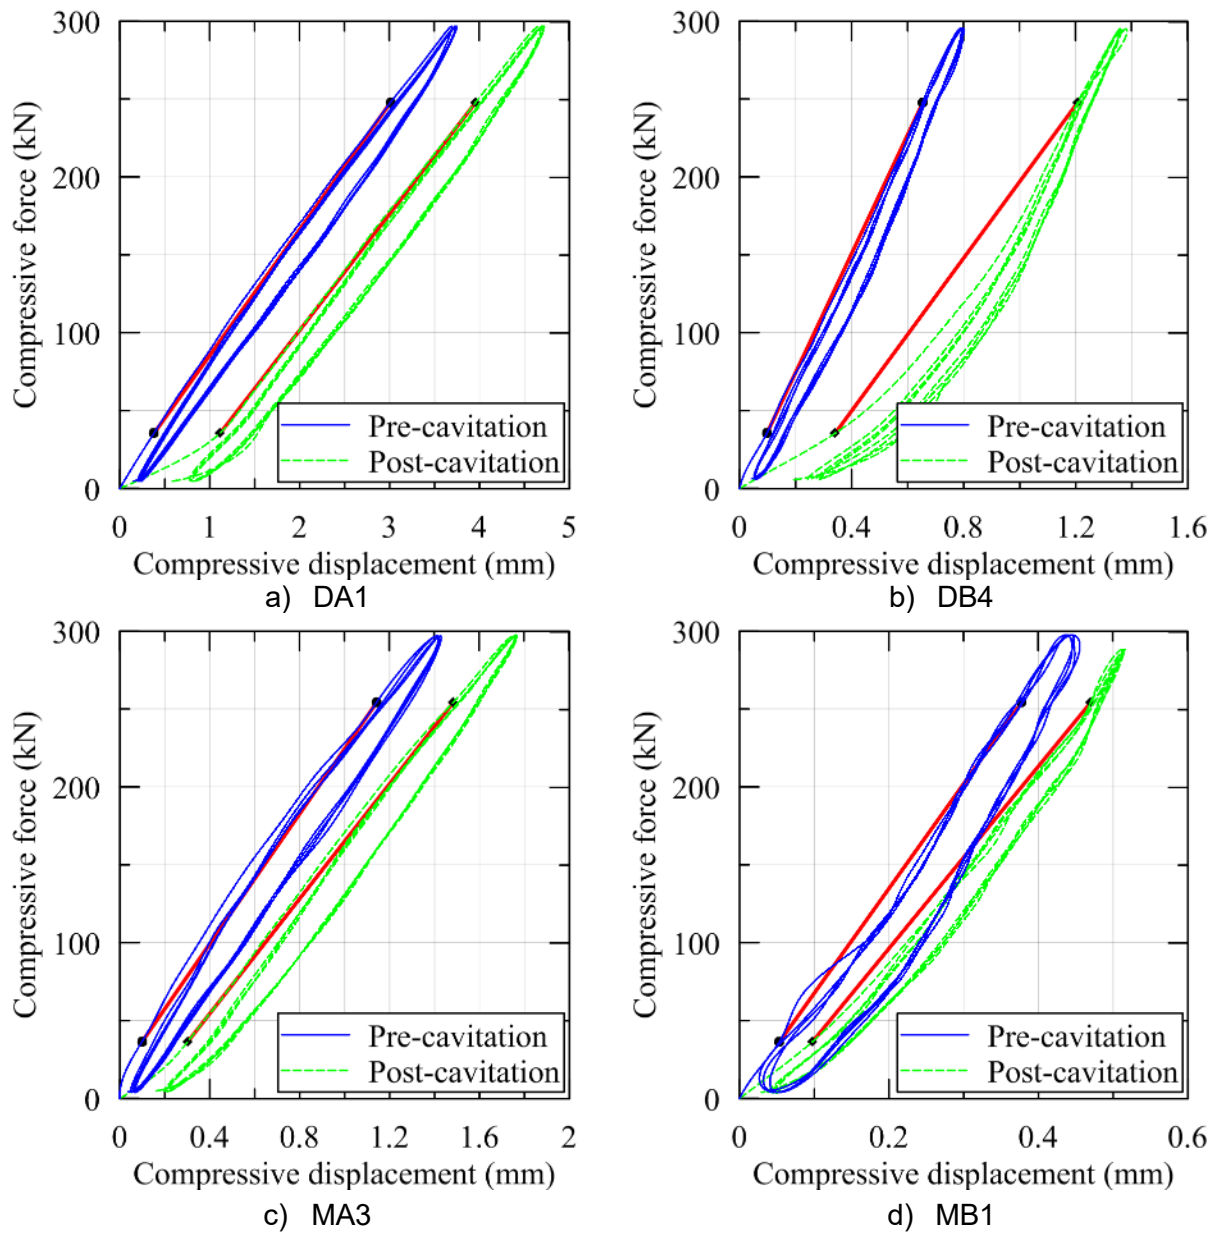 300
200
100
0
Compressive force (kN)
Pre-cavitation
Post-cavitation
0 1 2 3 4 5
Compressive displacement (mm)
a) DA1
300
200
100
0
Compressive force (kN)
Pre-cavitation
Post-cavitation
0 0.4 0.8 1.2 1.6
Compressive displacement (mm)
b) DB4
300
200
100
0
Compressive force (kN)
Pre-cavitation
Post-cavitation
0 0.4 0.8 1.2 1.6 2
Compressive displacement (mm)
c) MA3
300
200
100
0
Compressive force (kN)
Pre-cavitation
Post-cavitation
0 0.2 0.4 0.6
Compressive displacement (mm)
d) MB1